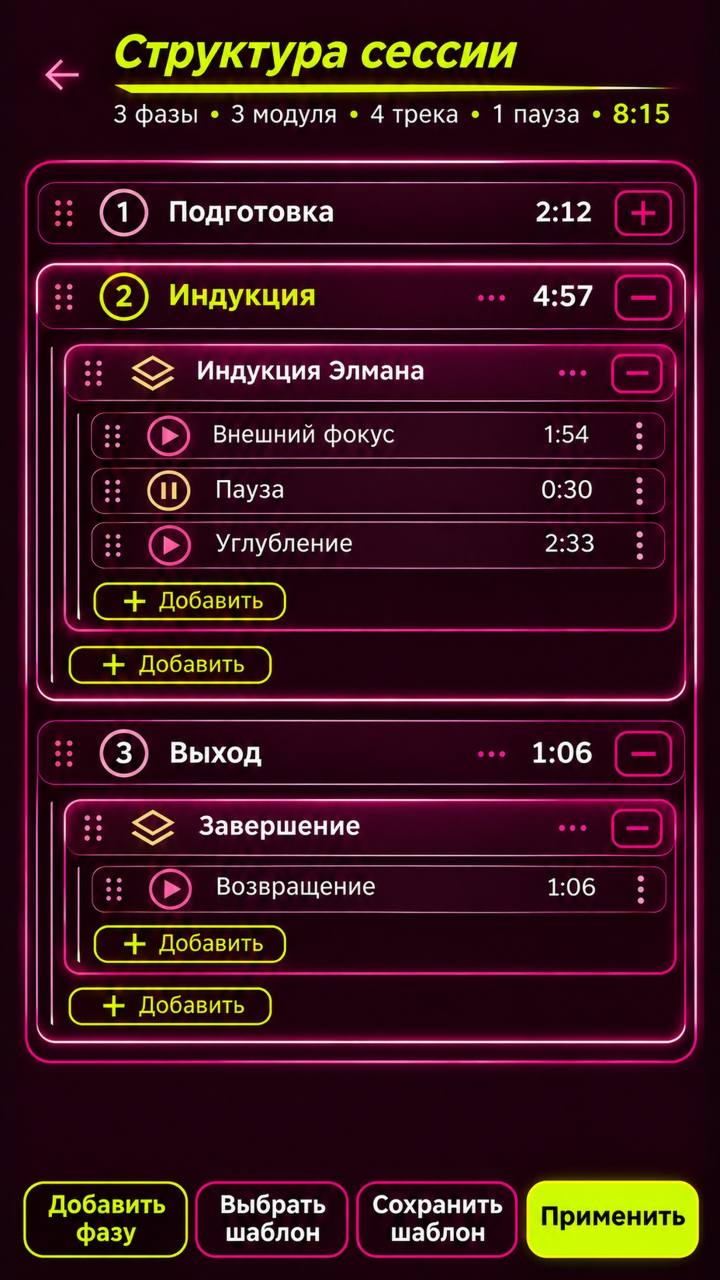 Структура сессии
3 фазы • 3 модуля • 4 трека • 1 пауза • 8:15
1 Подготовка 2:12 +
2 Индукция ... 4:57 −
Индукция Элмана ... −
Внешний фокус 1:54
Пауза 0:30
Углубление 2:33
+ Добавить
+ Добавить
3 Выход ... 1:06 −
Завершение ... −
Возвращение 1:06
+ Добавить
+ Добавить
Добавить фазу
Выбрать шаблон
Сохранить шаблон
Применить